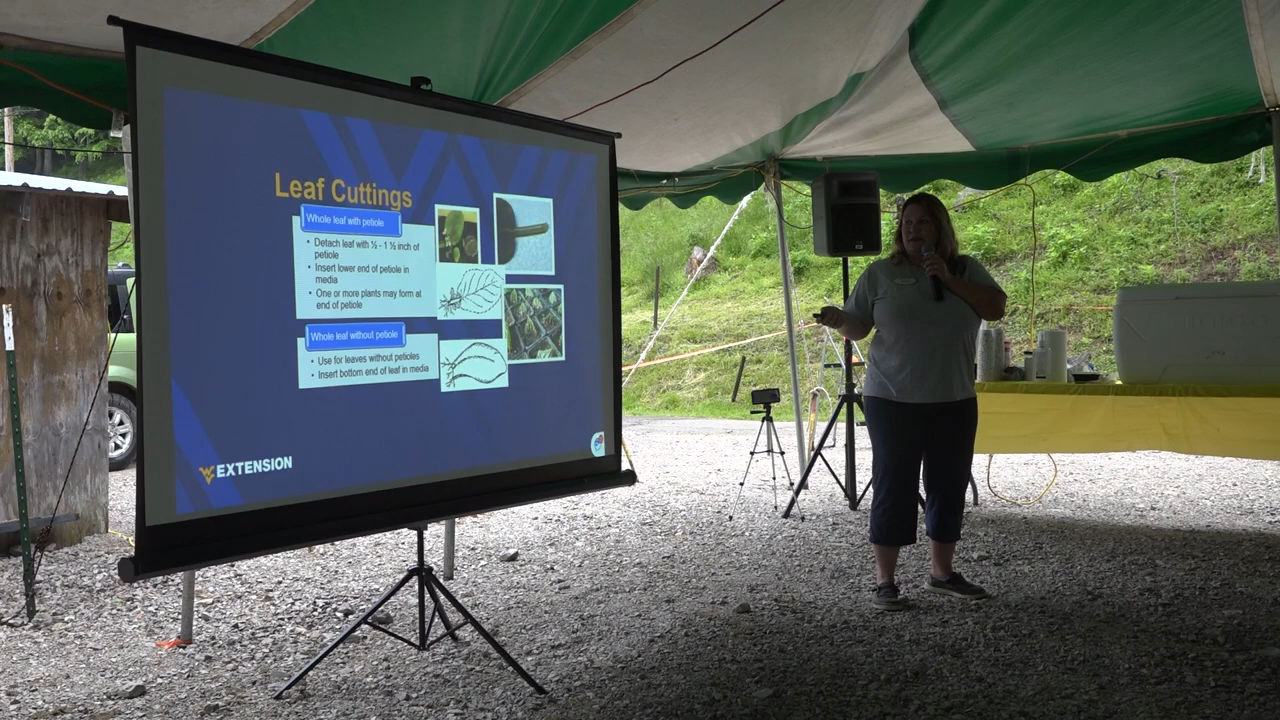 Leaf Cuttings
Whole leaf with petiole
• Detach leaf with ½ - 1 ½ inch of
petiole
• Insert lower end of petiole in
media
• One or more plants may form at
end of petiole
Whole leaf without petiole
• Use for leaves without petioles
• Insert bottom end of leaf in media
WV EXTENSION